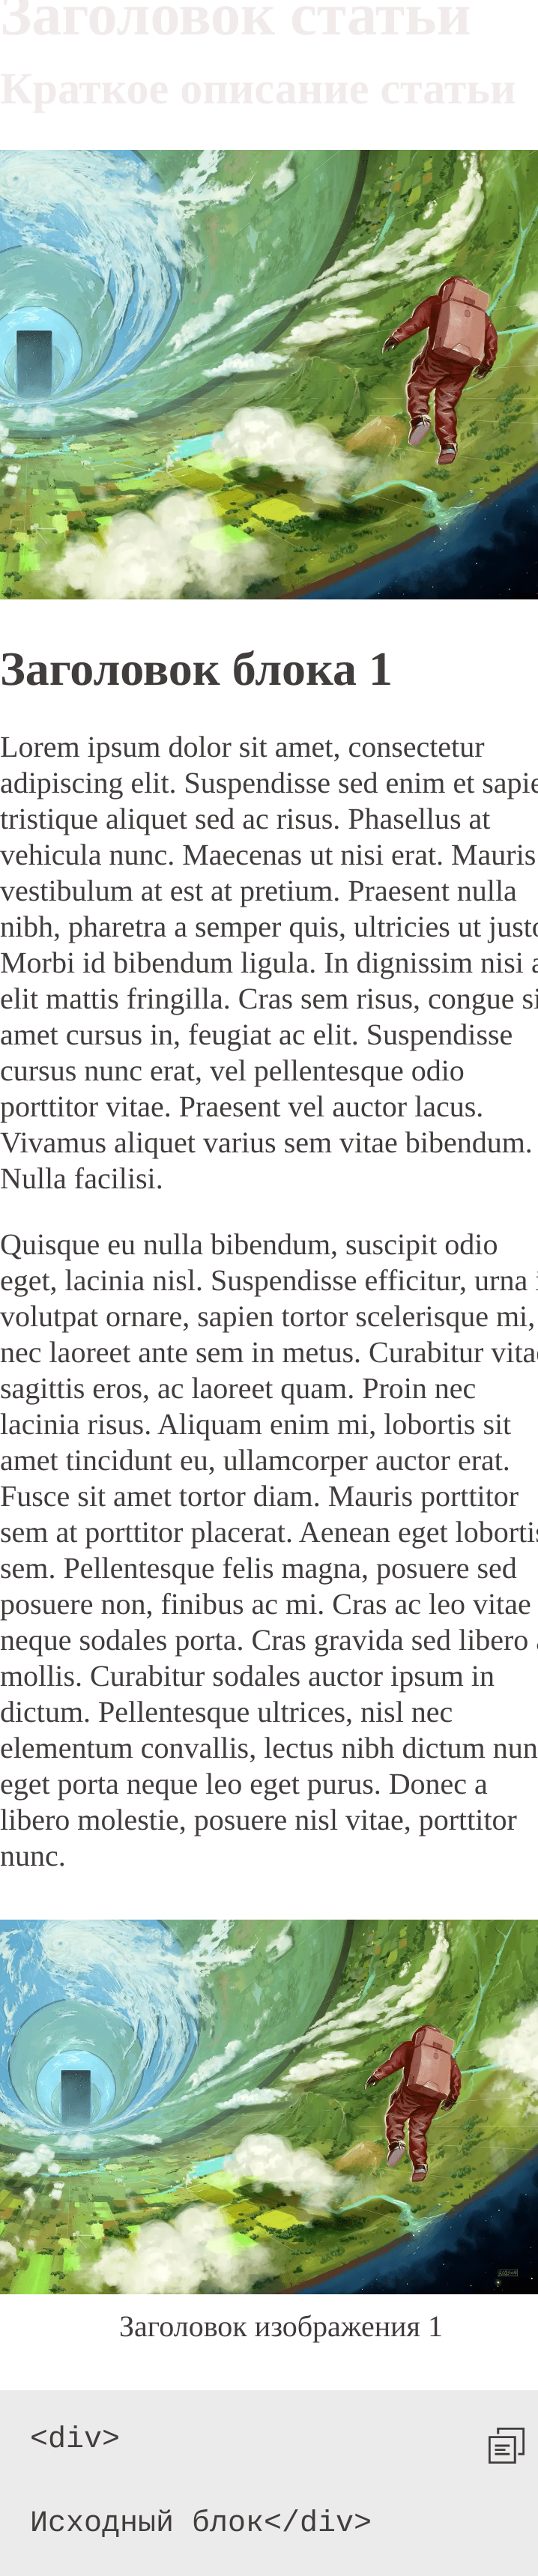 Заголовок статьи
Краткое описание статьи
Заголовок блока 1
Lorem ipsum dolor sit amet, consectetur
adipiscing elit. Suspendisse sed enim et sapie
tristique aliquet sed ac risus. Phasellus at
vehicula nunc. Maecenas ut nisi erat. Mauris
vestibulum at est at pretium. Praesent nulla
nibh, pharetra a semper quis, ultricies ut justo
Morbi id bibendum ligula. In dignissim nisi a
elit mattis fringilla. Cras sem risus, congue si
amet cursus in, feugiat ac elit. Suspendisse
cursus nunc erat, vel pellentesque odio
porttitor vitae. Praesent vel auctor lacus.
Vivamus aliquet varius sem vitae bibendum.
Nulla facilisi.
Quisque eu nulla bibendum, suscipit odio
eget, lacinia nisl. Suspendisse efficitur, urna i
volutpat ornare, sapien tortor scelerisque mi,
nec laoreet ante sem in metus. Curabitur vitae
sagittis eros, ac laoreet quam. Proin nec
lacinia risus. Aliquam enim mi, lobortis sit
amet tincidunt eu, ullamcorper auctor erat.
Fusce sit amet tortor diam. Mauris porttitor
sem at porttitor placerat. Aenean eget lobortis
sem. Pellentesque felis magna, posuere sed
posuere non, finibus ac mi. Cras ac leo vitae
neque sodales porta. Cras gravida sed libero a
mollis. Curabitur sodales auctor ipsum in
dictum. Pellentesque ultrices, nisl nec
elementum convallis, lectus nibh dictum nun
eget porta neque leo eget purus. Donec a
libero molestie, posuere nisl vitae, porttitor
nunc.
Заголовок изображения 1
<div>
Исходный блок</div>